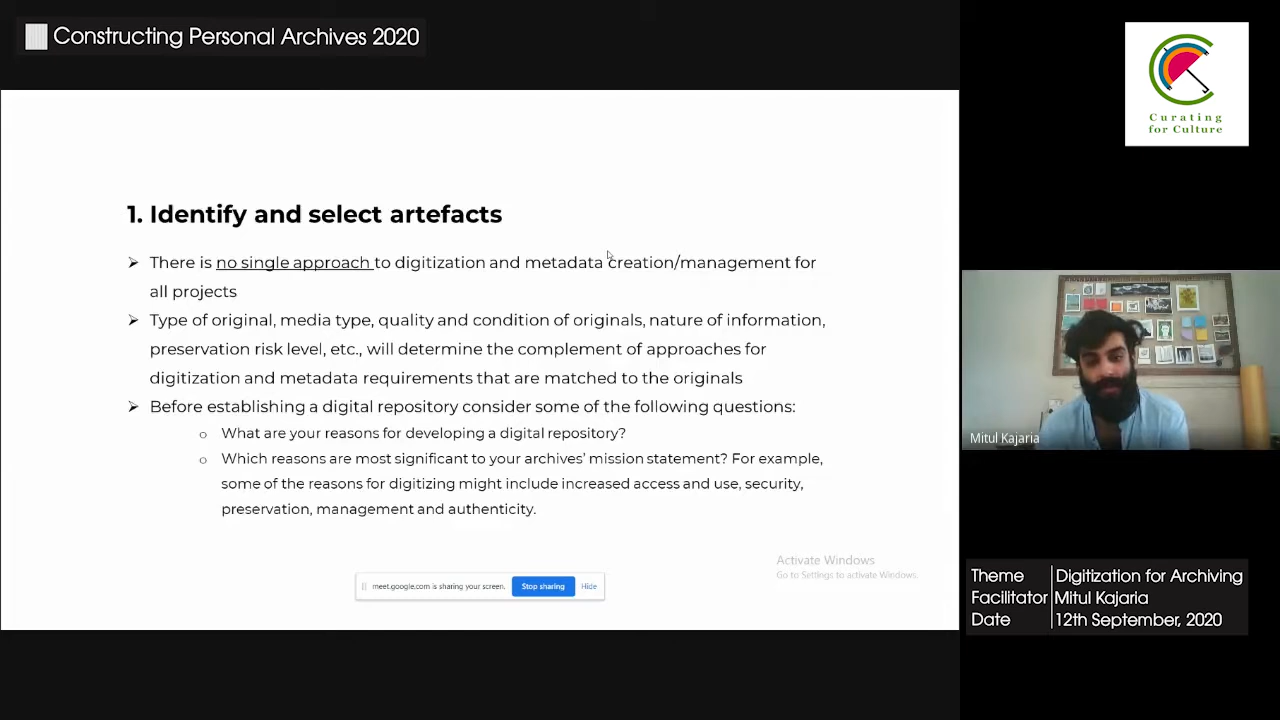 Constructing Personal Archives 2020
Curating
for Culture
1. Identify and select artefacts
➢ There is no single approach to digitization and metadata creation/management for
all projects
➢ Type of original, media type, quality and condition of originals, nature of information,
preservation risk level, etc., will determine the complement of approaches for
digitization and metadata requirements that are matched to the originals
➢ Before establishing a digital repository consider some of the following questions:
o What are your reasons for developing a digital repository?
o Which reasons are most significant to your archives’ mission statement? For example,
some of the reasons for digitizing might include increased access and use, security,
preservation, management and authenticity.
Activate Windows
Go to Settings to activate Windows.
meet.google.com is sharing your screen. Stop sharing Hide
Mitul Kajaria
Theme Digitization for Archiving
Facilitator Mitul Kajaria
Date 12th September, 2020